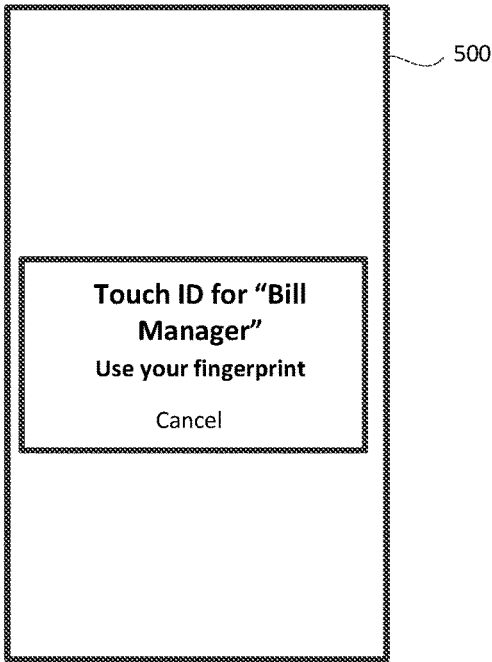 500
Touch ID for “Bill
Manager”
Use your fingerprint
Cancel